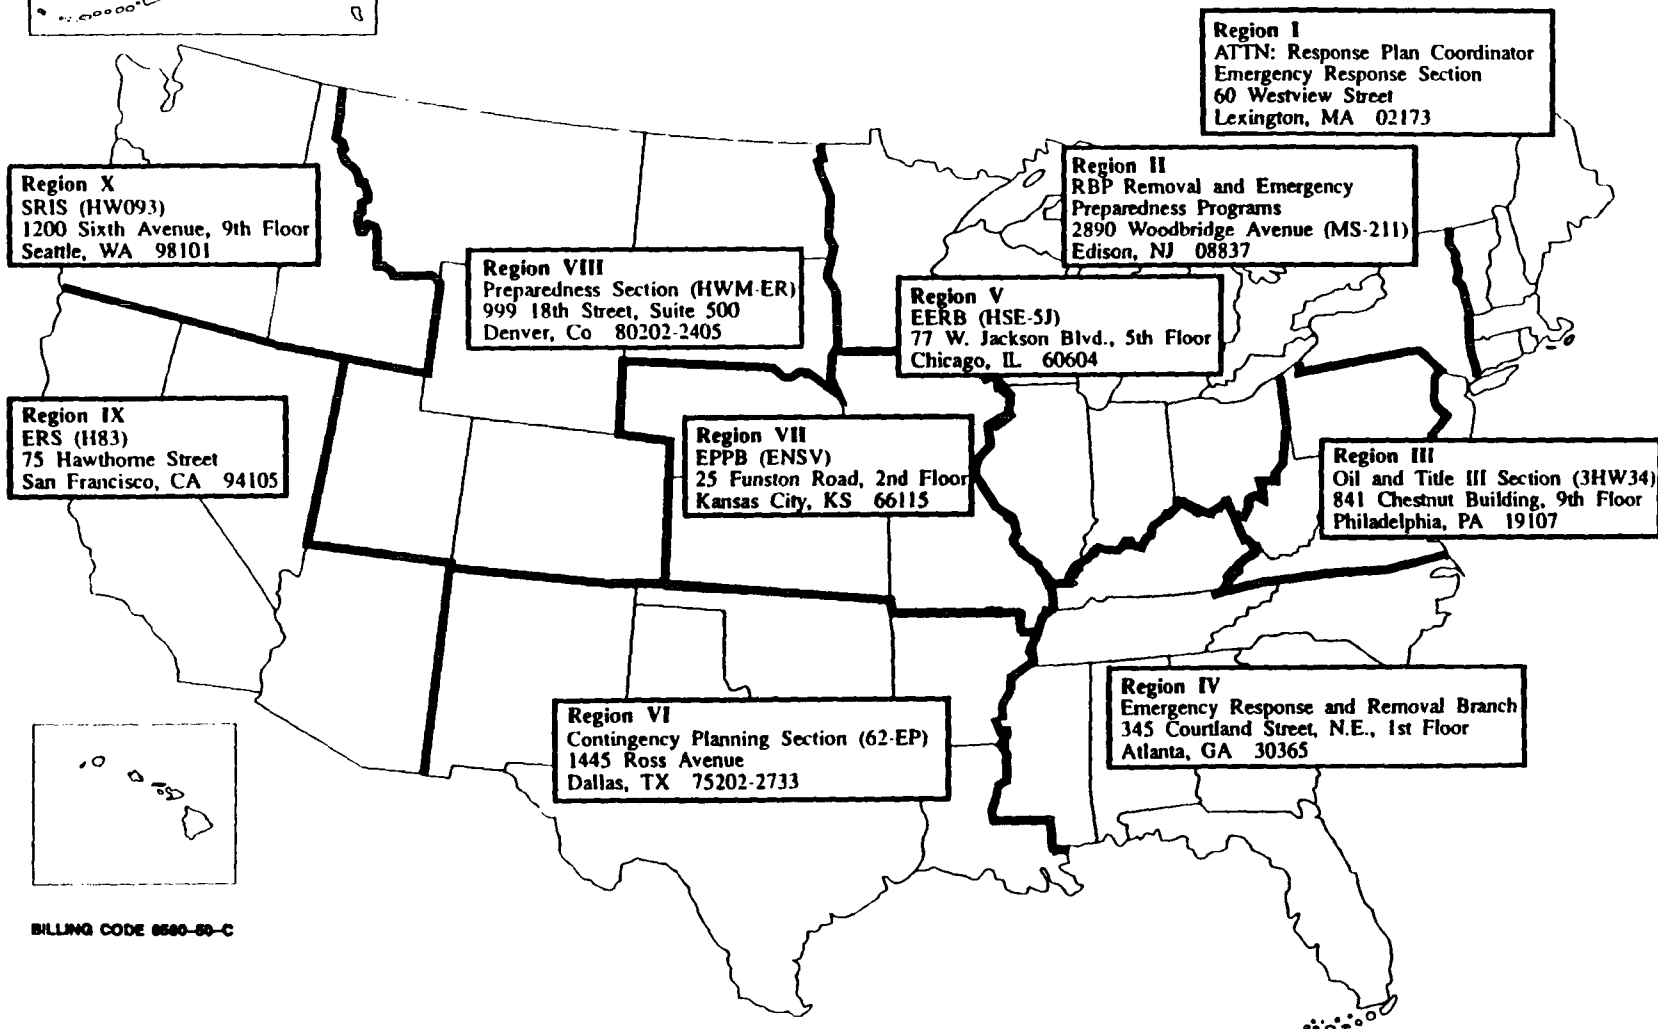 Region I
ATTN: Response Plan Coordinator
Emergency Response Section
60 Westview Street
Lexington, MA 02173
Region II
RBP Removal and Emergency
Preparedness Programs
2890 Woodbridge Avenue (MS-211)
Edison, NJ 08837
Region X
SRIS (HW093)
1200 Sixth Avenue, 9th Floor
Seattle, WA 98101
Region VIII
Preparedness Section (HWM-ER)
999 18th Street, Suite 500
Denver, Co 80202-2405
Region V
EERB (HSE-5J)
77 W. Jackson Blvd., 5th Floor
Chicago, IL 60604
Region IX
ERS (H83)
75 Hawthorne Street
San Francisco, CA 94105
Region VII
EPPB (ENSV)
25 Funston Road, 2nd Floor
Kansas City, KS 66115
Region III
Oil and Title III Section (3HW34)
841 Chestnut Building, 9th Floor
Philadelphia, PA 19107
Region VI
Contingency Planning Section (62-EP)
1445 Ross Avenue
Dallas, TX 75202-2733
Region IV
Emergency Response and Removal Branch
345 Courtland Street, N.E., 1st Floor
Atlanta, GA 30365
BILLING CODE 6560-50-C